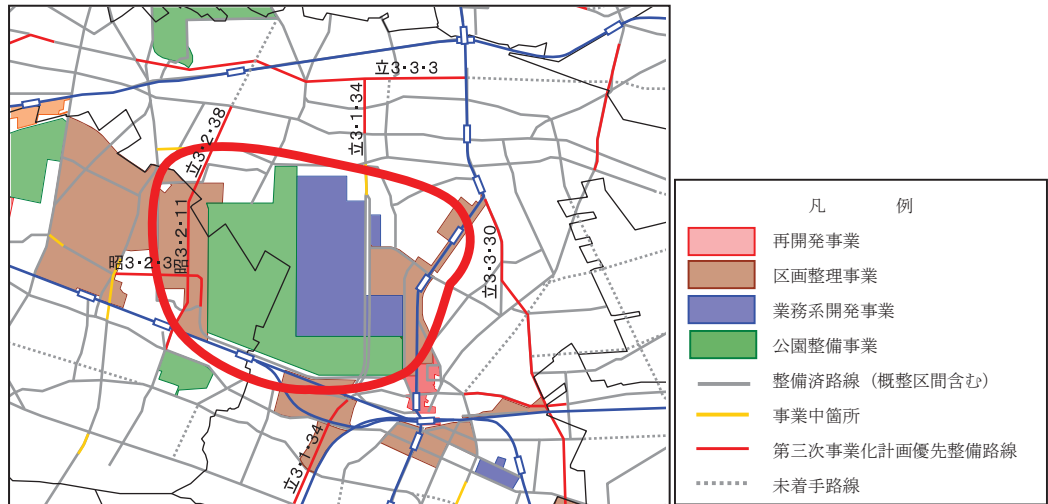 立3・3・3
立3・1・34
立3・2・38
昭3・2・11
昭3・2・3
立3・3・30
立3・1・34
凡 例
再開発事業
区画整理事業
業務系開発事業
公園整備事業
整備済路線（概整区間含む）
事業中箇所
第三次事業化計画優先整備路線
未着手路線